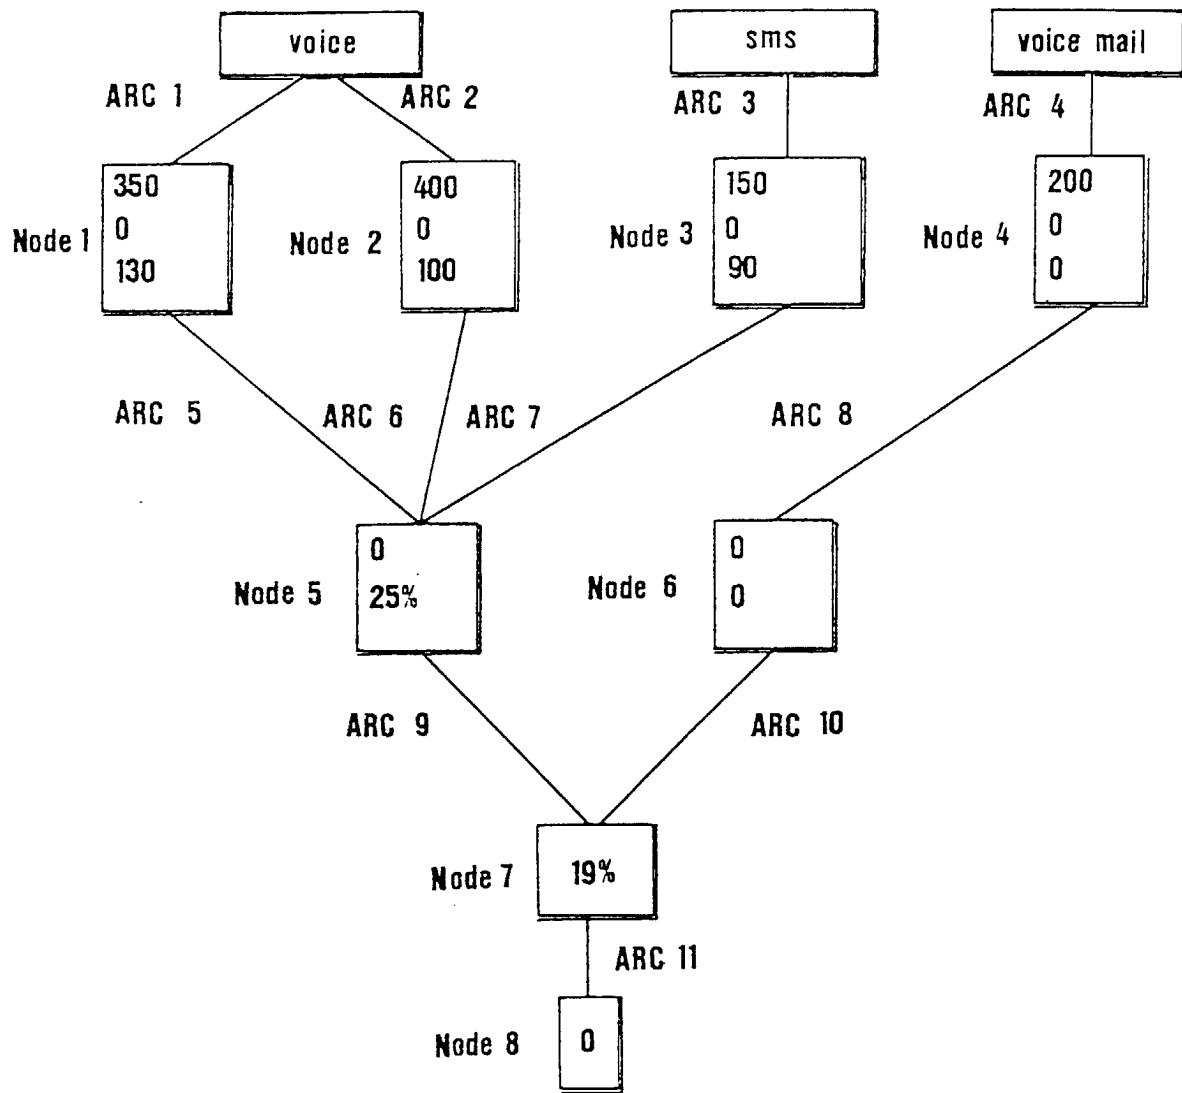 voice
sms
voice mail
ARC 1
ARC 2
ARC 3
ARC 4
Node 1
350
0
130
Node 2
400
0
100
Node 3
150
0
90
Node 4
200
0
0
ARC 5
ARC 6
ARC 7
ARC 8
Node 5
0
25%
Node 6
0
0
ARC 9
ARC 10
Node 7
19%
ARC 11
Node 8
0